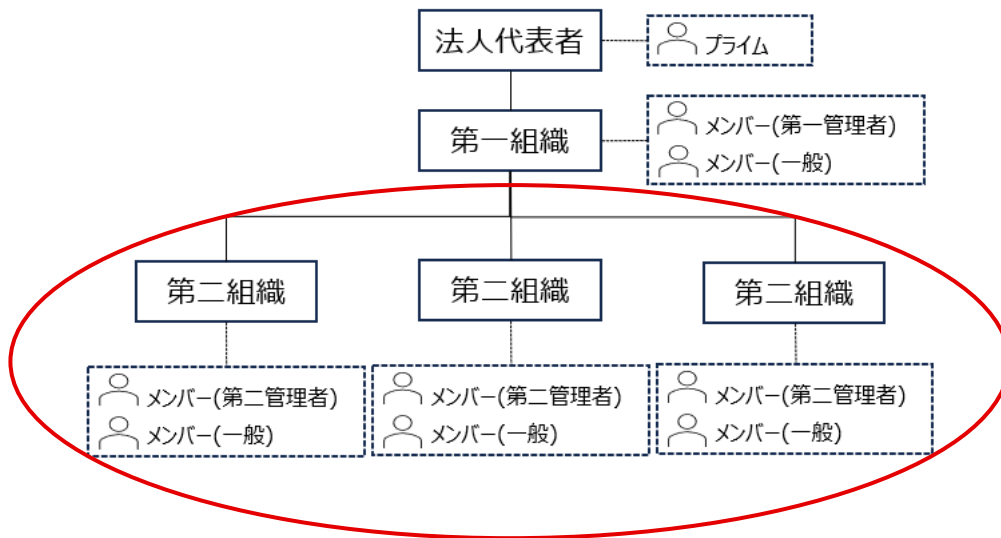 法人代表者
プライム
第一組織
メンバー(第一管理者)
メンバー(一般)
第二組織
第二組織
第二組織
メンバー(第二管理者)
メンバー(一般)
メンバー(第二管理者)
メンバー(一般)
メンバー(第二管理者)
メンバー(一般)